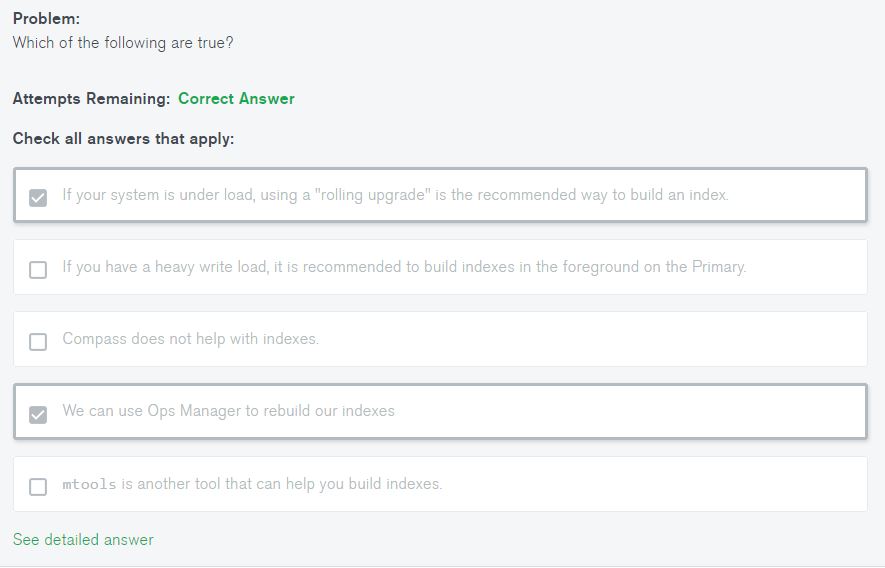 Problem:
Which of the following are true?
Attempts Remaining: Correct Answer
Check all answers that apply:
If your system is under load, using a "rolling upgrade" is the recommended way to build an index.
If you have a heavy write load, it is recommended to build indexes in the foreground on the Primary.
Compass does not help with indexes.
We can use Ops Manager to rebuild our indexes
mtools is another tool that can help you build indexes.
See detailed answer